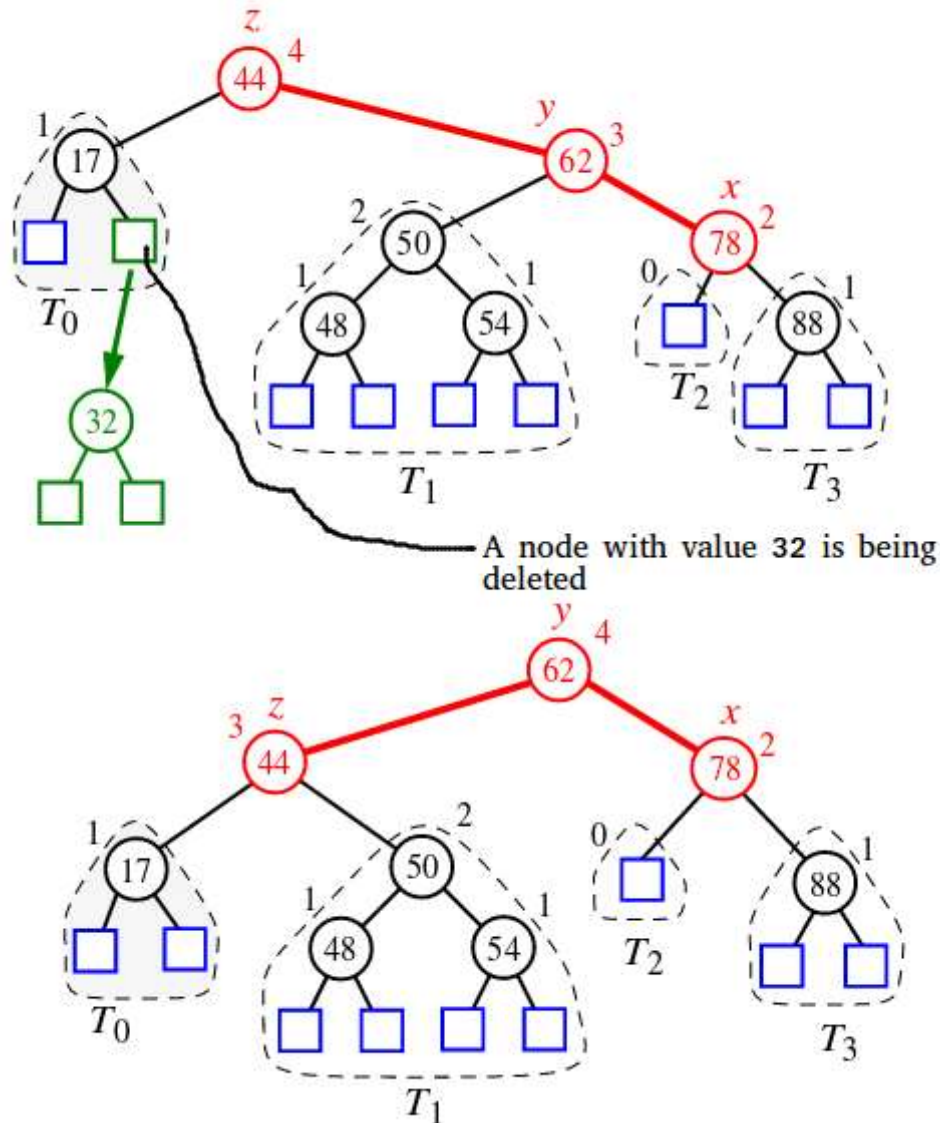 z
44 4
y
1 17
62 3
x
2 50
78 2
1 48
54 1
0
88 1
T0
T2
32
T1
T3
A node with value 32 is being
deleted
y
62 4
z
3 44
x
78 2
1 17
50 2
0
88 1
1 48
54 1
T0
T2
T3
T1